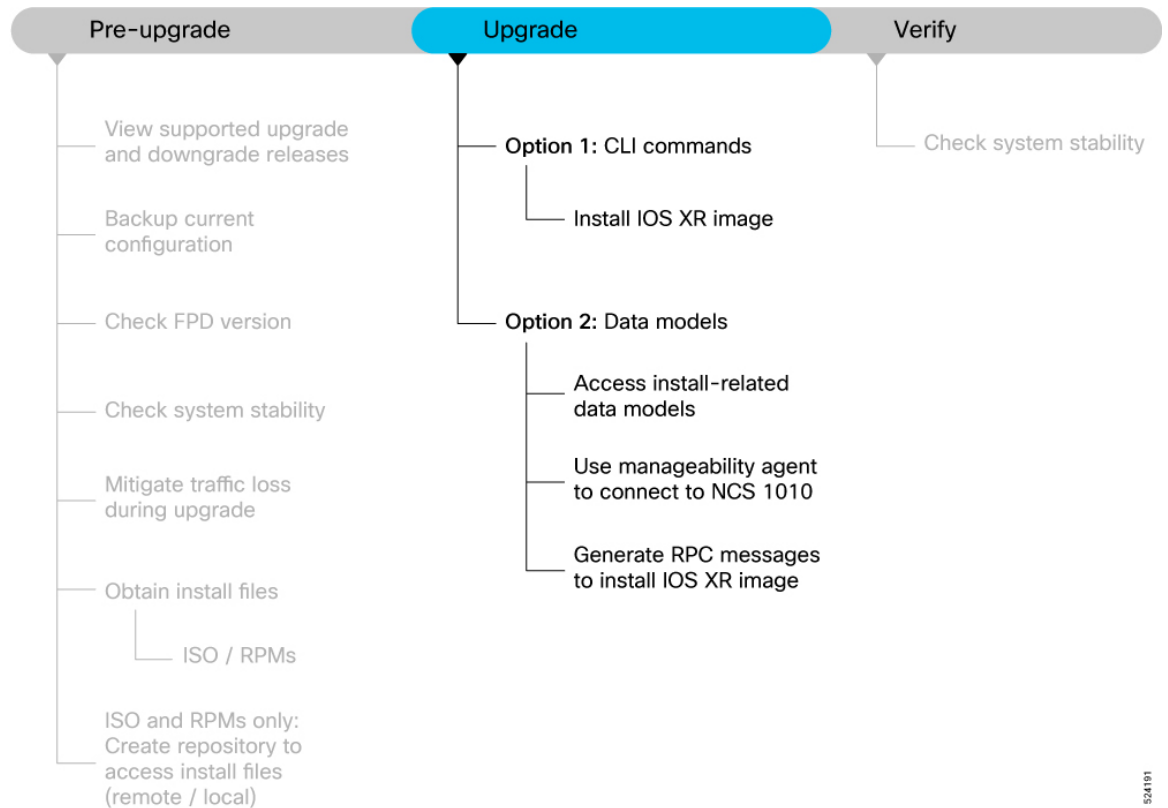 Pre-upgrade
Upgrade
Verify
View supported upgrade
and downgrade releases
Backup current
configuration
Check FPD version
Check system stability
Mitigate traffic loss
during upgrade
Obtain install files
ISO / RPMs
ISO and RPMs only:
Create repository to
access install files
(remote / local)
Option 1: CLI commands
Install IOS XR image
Option 2: Data models
Access install-related
data models
Use manageability agent
to connect to NCS 1010
Generate RPC messages
to install IOS XR image
Check system stability
524191